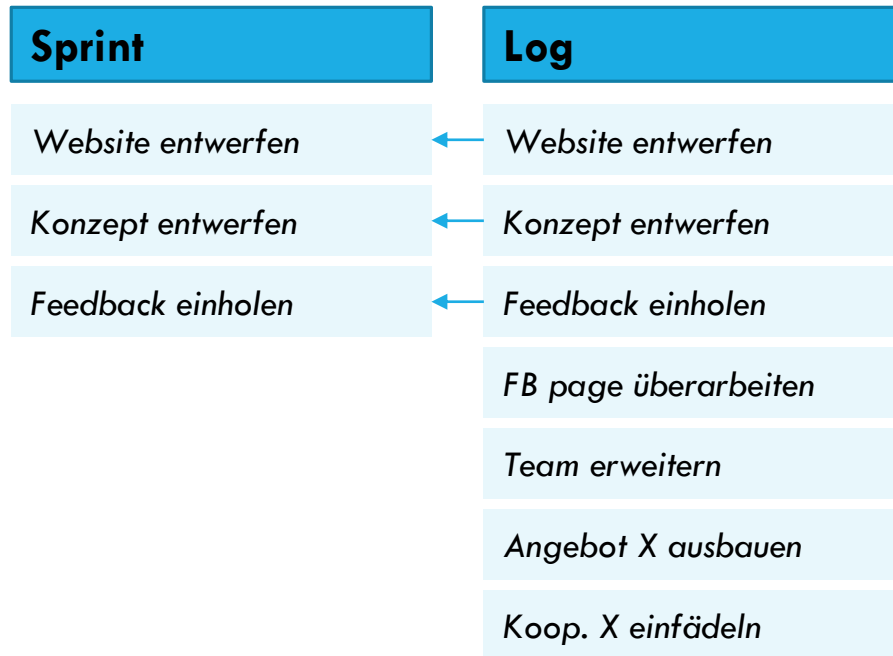 Sprint
Website entwerfen
Konzept entwerfen
Feedback einholen
Log
Website entwerfen
Konzept entwerfen
Feedback einholen
FB page überarbeiten
Team erweitern
Angebot X ausbauen
Koop. X einfädeln